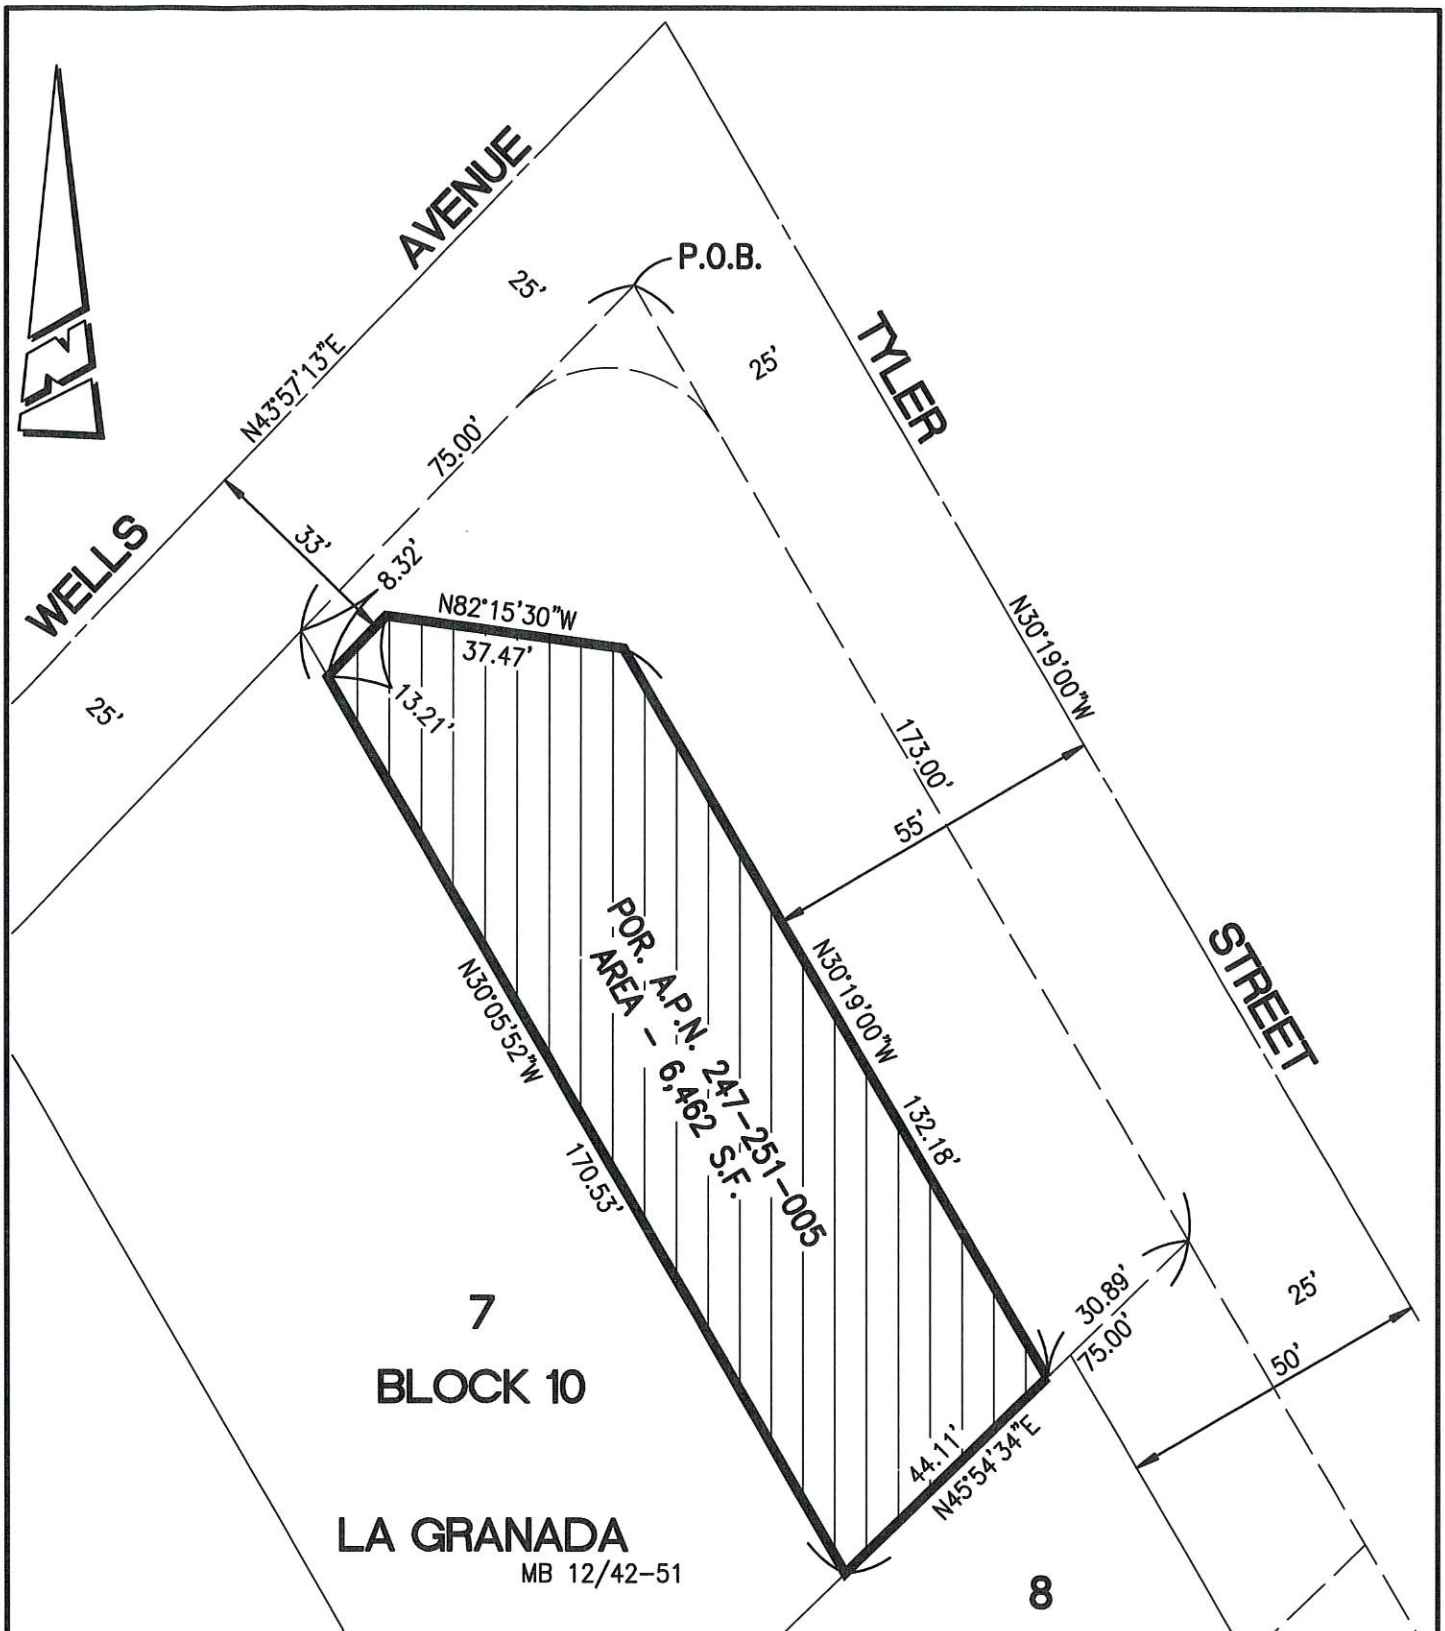 P.O.B.
WELLS AVENUE
25'
N43°57'13"E
75.00'
33'
8.32'
25'
N82°15'30"W
37.47'
13.21'
25'
TYLER STREET
N30°19'00"W
173.00'
55'
POR. A.P.N. 247-251-005
AREA - 6,462 S.F.
N30°19'00"W
132.18'
N30°05'52"W
170.53'
30.89'
75.00'
25'
50'
44.11'
N45°54'34"E
7
BLOCK 10
LA GRANADA
MB 12/42-51
8
N